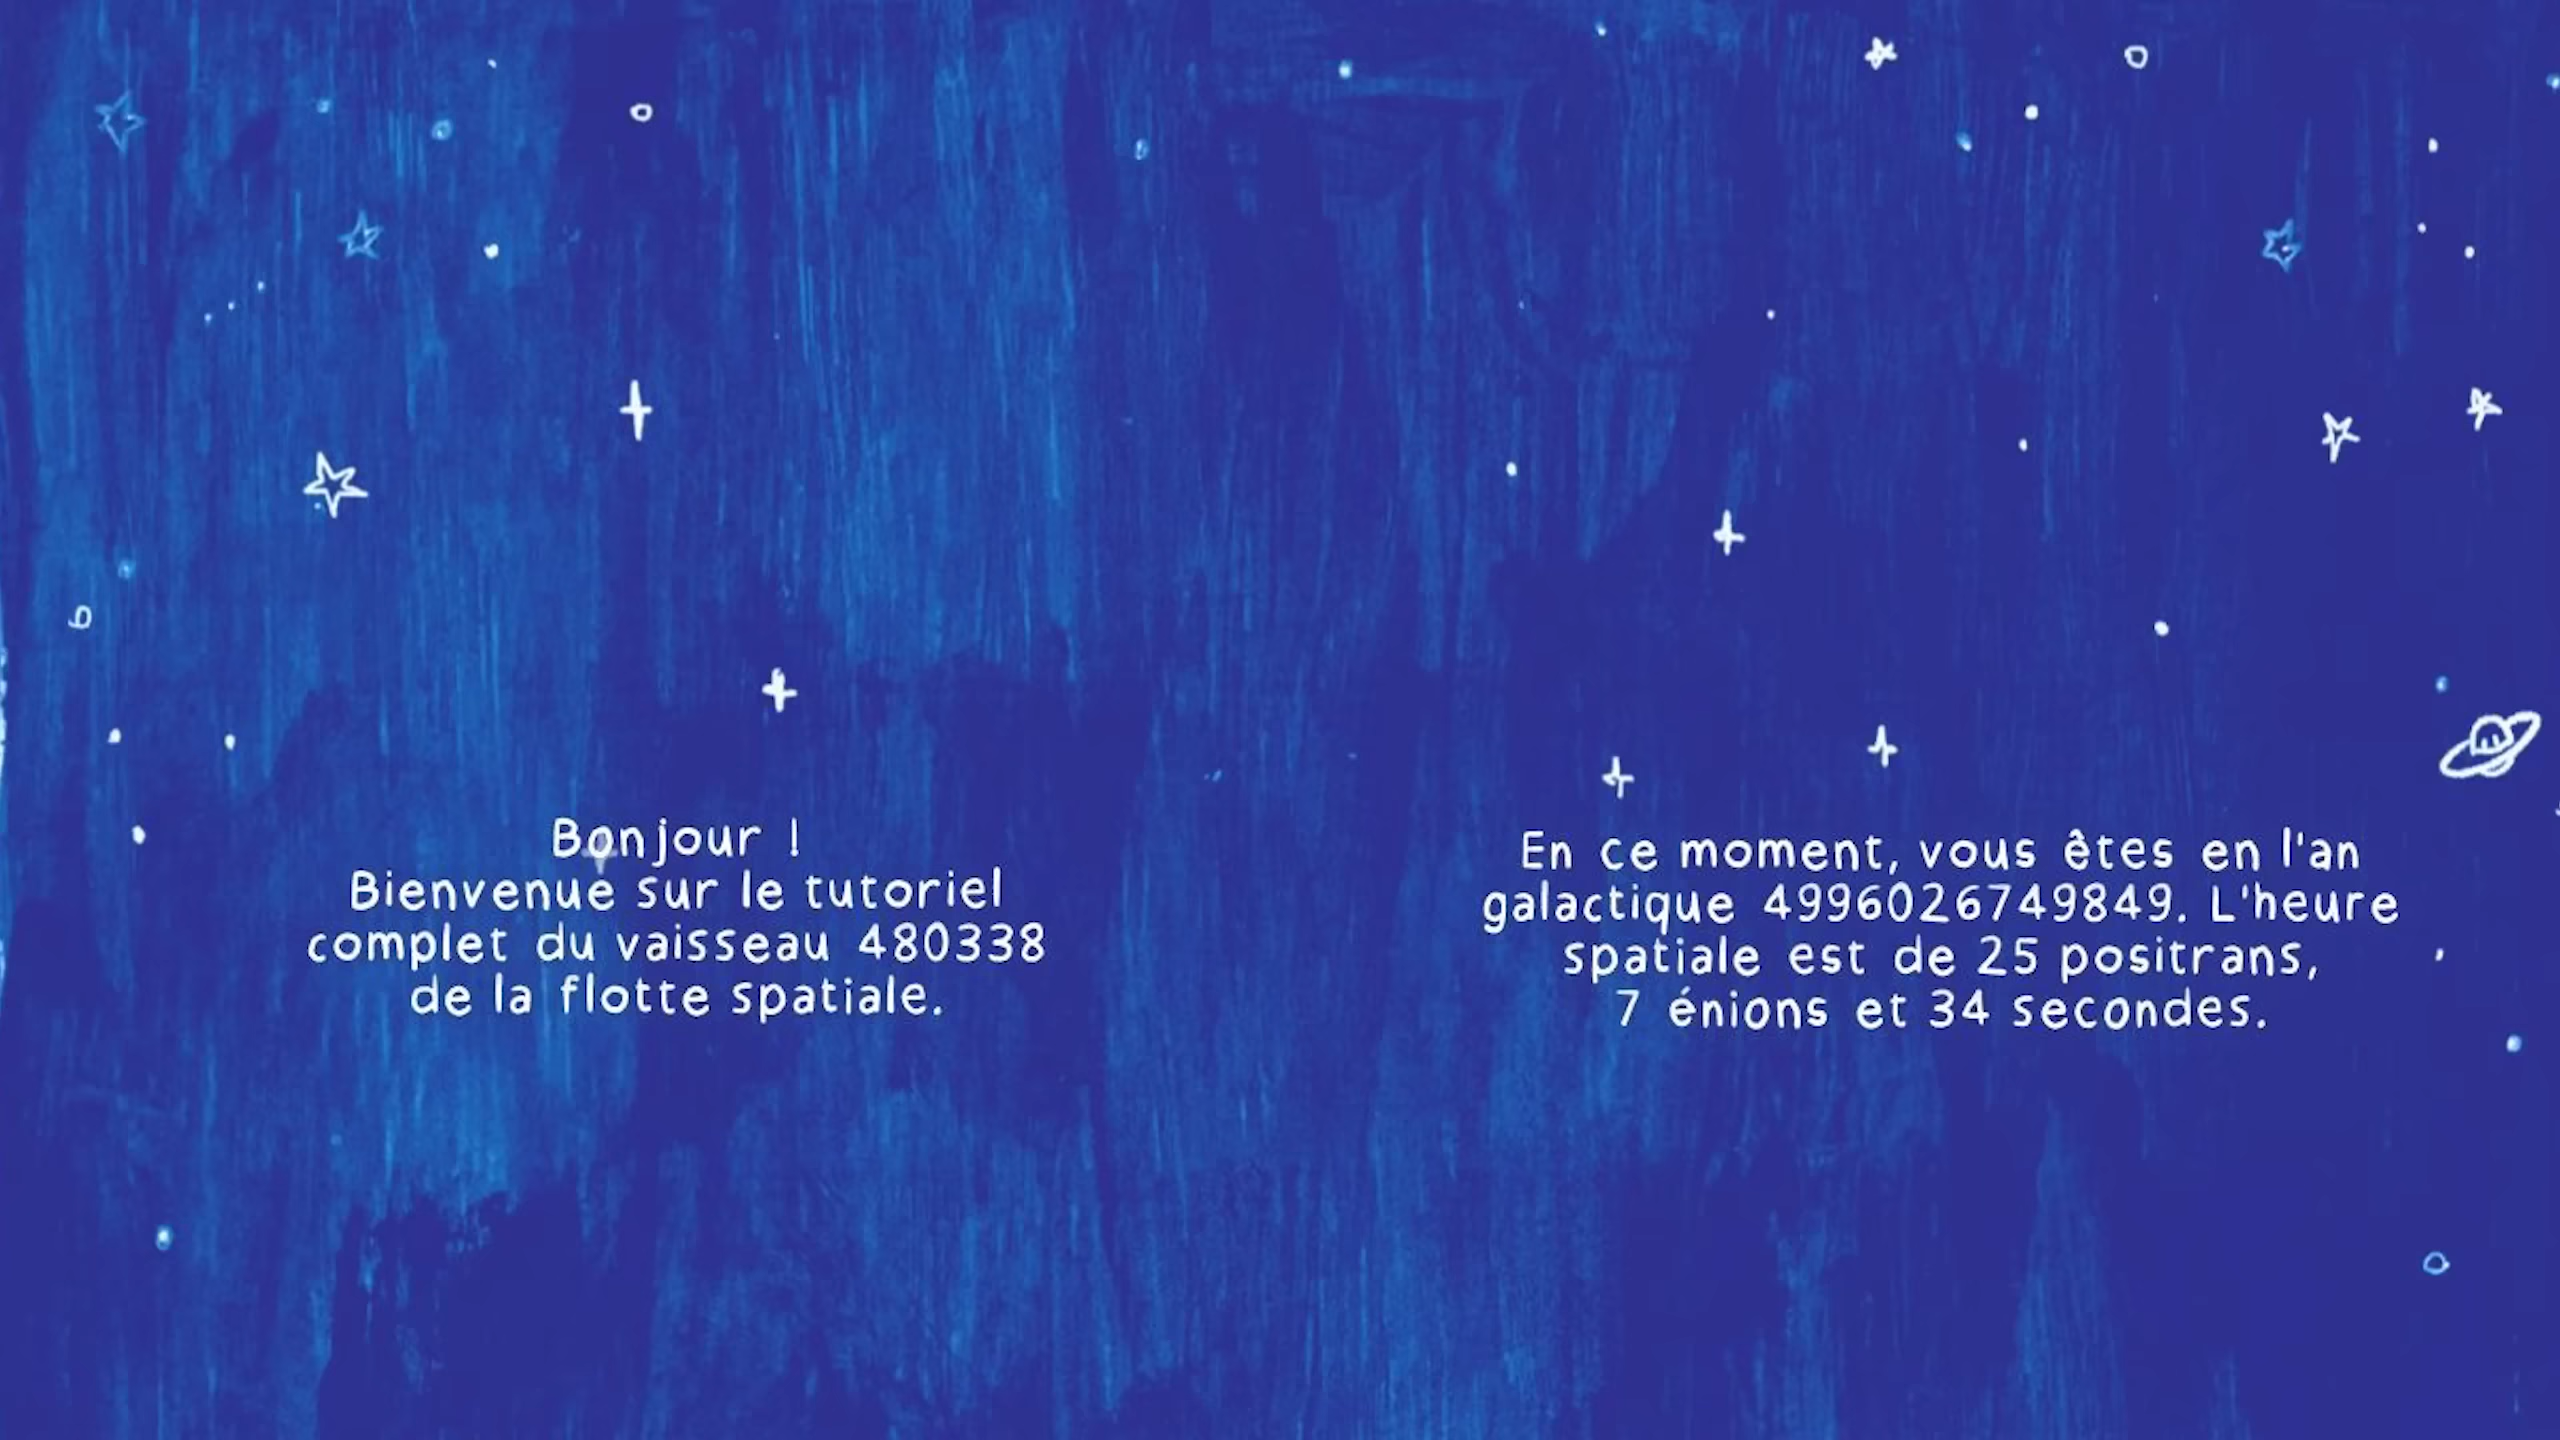 Bonjour !
Bienvenue sur le tutoriel
complet du vaisseau 480338
de la flotte spatiale.
En ce moment, vous êtes en l'an
galactique 4996026749849. L'heure
spatiale est de 25 positrans,
7 énions et 34 secondes.